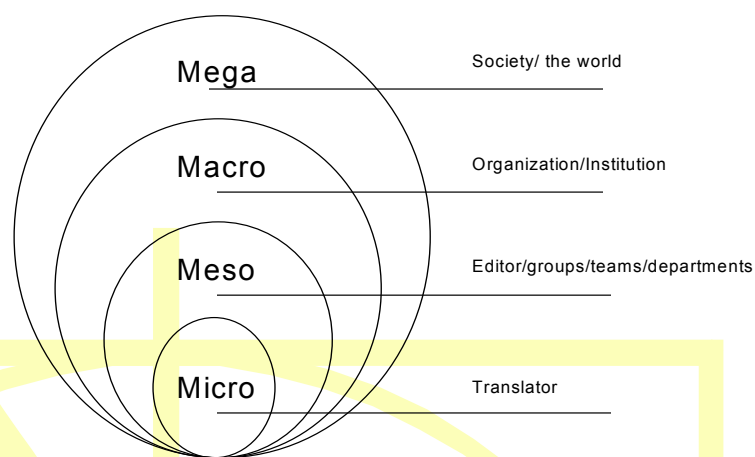 Mega
Society/ the world
Macro
Organization/Institution
Meso
Editor/groups/teams/departments
Micro
Translator